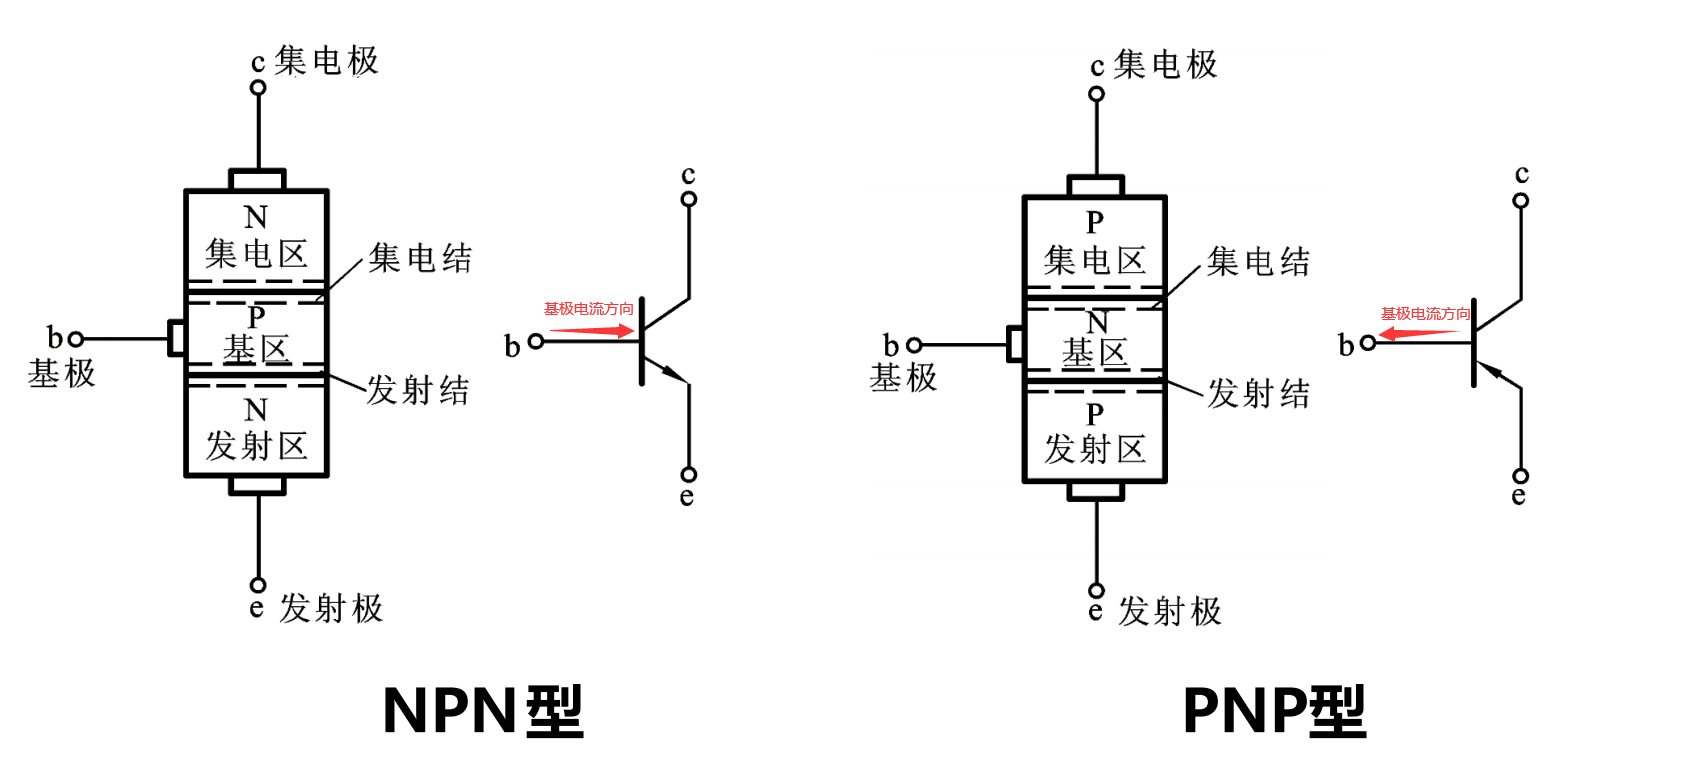 c 集电极
N
集电区
集电结
P
基区
b
基极
发射结
N
发射区
e 发射极
c
基极电流方向
b
e
NPN型
c 集电极
P
集电区
集电结
N
基区
b
基极
发射结
P
发射区
e 发射极
c
基极电流方向
b
e
PNP型